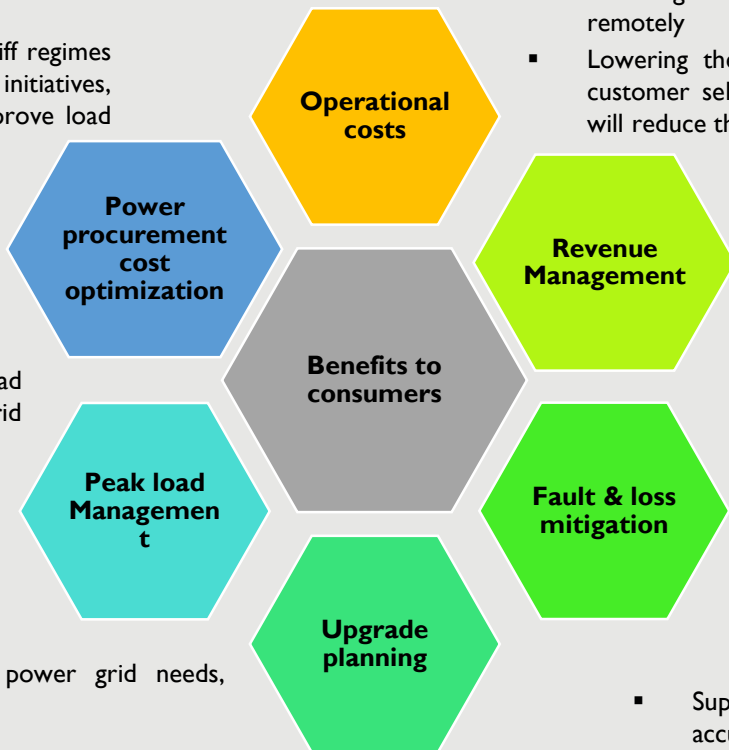 remotely
iff regimes
initiatives,
prove load
▪ Lowering the
customer sel
will reduce th
Operational
costs
Power
procurement
cost
optimization
Revenue
Management
Benefits to
consumers
ad
rid
Peak load
Managemen
t
Fault & loss
mitigation
Upgrade
planning
power grid needs,
▪ Sup
accu